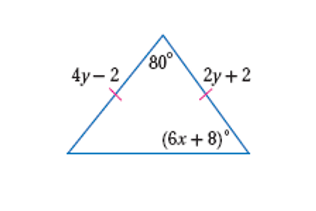 80°
4y – 2
2y + 2
(6x + 8)°